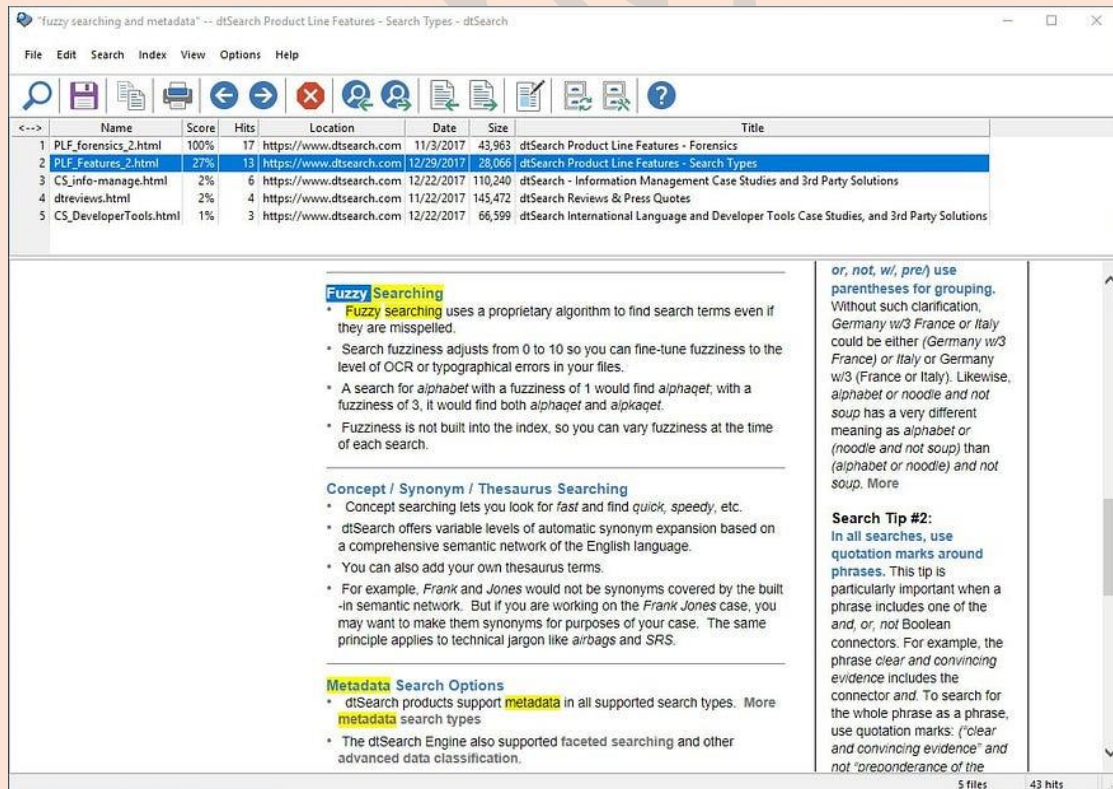 "fuzzy searching and metadata" -- dtSearch Product Line Features - Search Types - dtSearch
File Edit Search Index View Options Help
<--> Name Score Hits Location Date Size Title
1 PLF_forensics_2.html 100% 17 https://www.dtsearch.com 11/3/2017 43,963 dtSearch Product Line Features - Forensics
2 PLF_Features_2.html 27% 13 https://www.dtsearch.com 12/29/2017 28,066 dtSearch Product Line Features - Search Types
3 CS_info-manage.html 2% 6 https://www.dtsearch.com 12/22/2017 110,240 dtSearch - Information Management Case Studies and 3rd Party Solutions
4 dtreviews.html 2% 4 https://www.dtsearch.com 11/22/2017 145,472 dtSearch Reviews & Press Quotes
5 CS_DeveloperTools.html 1% 3 https://www.dtsearch.com 12/22/2017 66,599 dtSearch International Language and Developer Tools Case Studies, and 3rd Party Solutions
Fuzzy Searching
• Fuzzy searching uses a proprietary algorithm to find search terms even if
they are misspelled.
• Search fuzziness adjusts from 0 to 10 so you can fine-tune fuzziness to the
level of OCR or typographical errors in your files.
• A search for alphabet with a fuzziness of 1 would find alphaqet; with a
fuzziness of 3, it would find both alphaqet and alpkaqet.
• Fuzziness is not built into the index, so you can vary fuzziness at the time
of each search.
Concept / Synonym / Thesaurus Searching
• Concept searching lets you look for fast and find quick, speedy, etc.
• dtSearch offers variable levels of automatic synonym expansion based on
a comprehensive semantic network of the English language.
• You can also add your own thesaurus terms.
• For example, Frank and Jones would not be synonyms covered by the built
-in semantic network. But if you are working on the Frank Jones case, you
may want to make them synonyms for purposes of your case. The same
principle applies to technical jargon like airbags and SRS.
Metadata Search Options
• dtSearch products support metadata in all supported search types. More
metadata search types
• The dtSearch Engine also supported faceted searching and other
advanced data classification.
or, not, w/, pre/) use
parentheses for grouping.
Without such clarification,
Germany w/3 France or Italy
could be either (Germany w/3
France) or Italy or Germany
w/3 (France or Italy). Likewise,
alphabet or noodle and not
soup has a very different
meaning as alphabet or
(noodle and not soup) than
(alphabet or noodle) and not
soup. More
Search Tip #2:
In all searches, use
quotation marks around
phrases. This tip is
particularly important when a
phrase includes one of the
and, or, not Boolean
connectors. For example, the
phrase clear and convincing
evidence includes the
connector and. To search for
the whole phrase as a phrase,
use quotation marks: ("clear
and convincing evidence" and
not "preponderance of the
5 files 43 hits